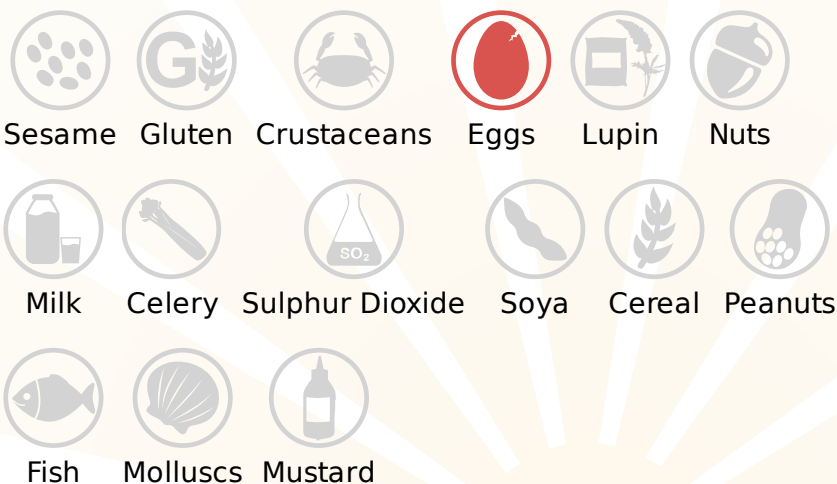 G
Sesame Gluten Crustaceans Eggs Lupin Nuts
SO₂
Milk Celery Sulphur Dioxide Soya Cereal Peanuts
Fish Molluscs Mustard